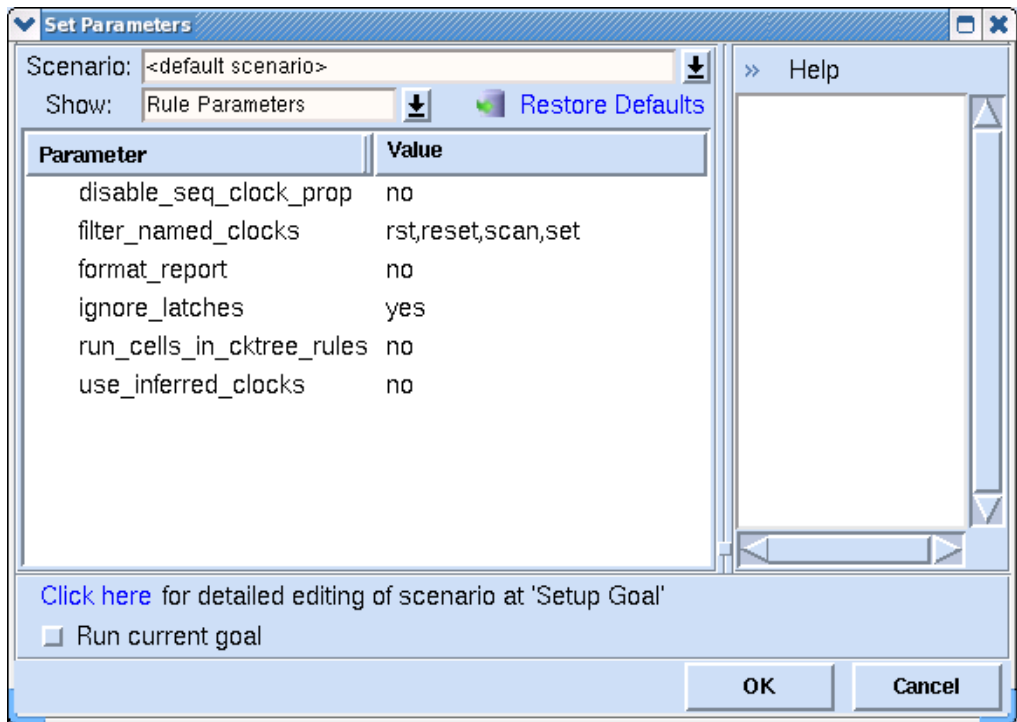 Set Parameters
Scenario: <default scenario>
Show: Rule Parameters Restore Defaults
» Help
Parameter Value
disable_seq_clock_prop no
filter_named_clocks rst,reset,scan,set
format_report no
ignore_latches yes
run_cells_in_cktree_rules no
use_inferred_clocks no
Click here for detailed editing of scenario at 'Setup Goal'
Run current goal
OK Cancel